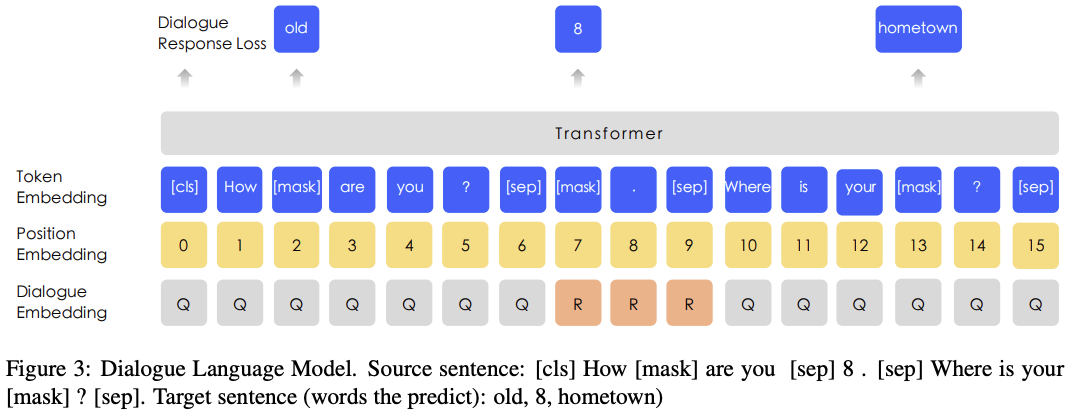 Dialogue
Response Loss
old
8
hometown
Transformer
Token
Embedding
[cls] How [mask] are you ? [sep] [mask] . [sep] Where is your [mask] ? [sep]
Position
Embedding
0 1 2 3 4 5 6 7 8 9 10 11 12 13 14 15
Dialogue
Embedding
Q Q Q Q Q Q Q R R R Q Q Q Q Q Q
Figure 3: Dialogue Language Model. Source sentence: [cls] How [mask] are you [sep] 8 . [sep] Where is your
[mask] ? [sep]. Target sentence (words the predict): old, 8, hometown)